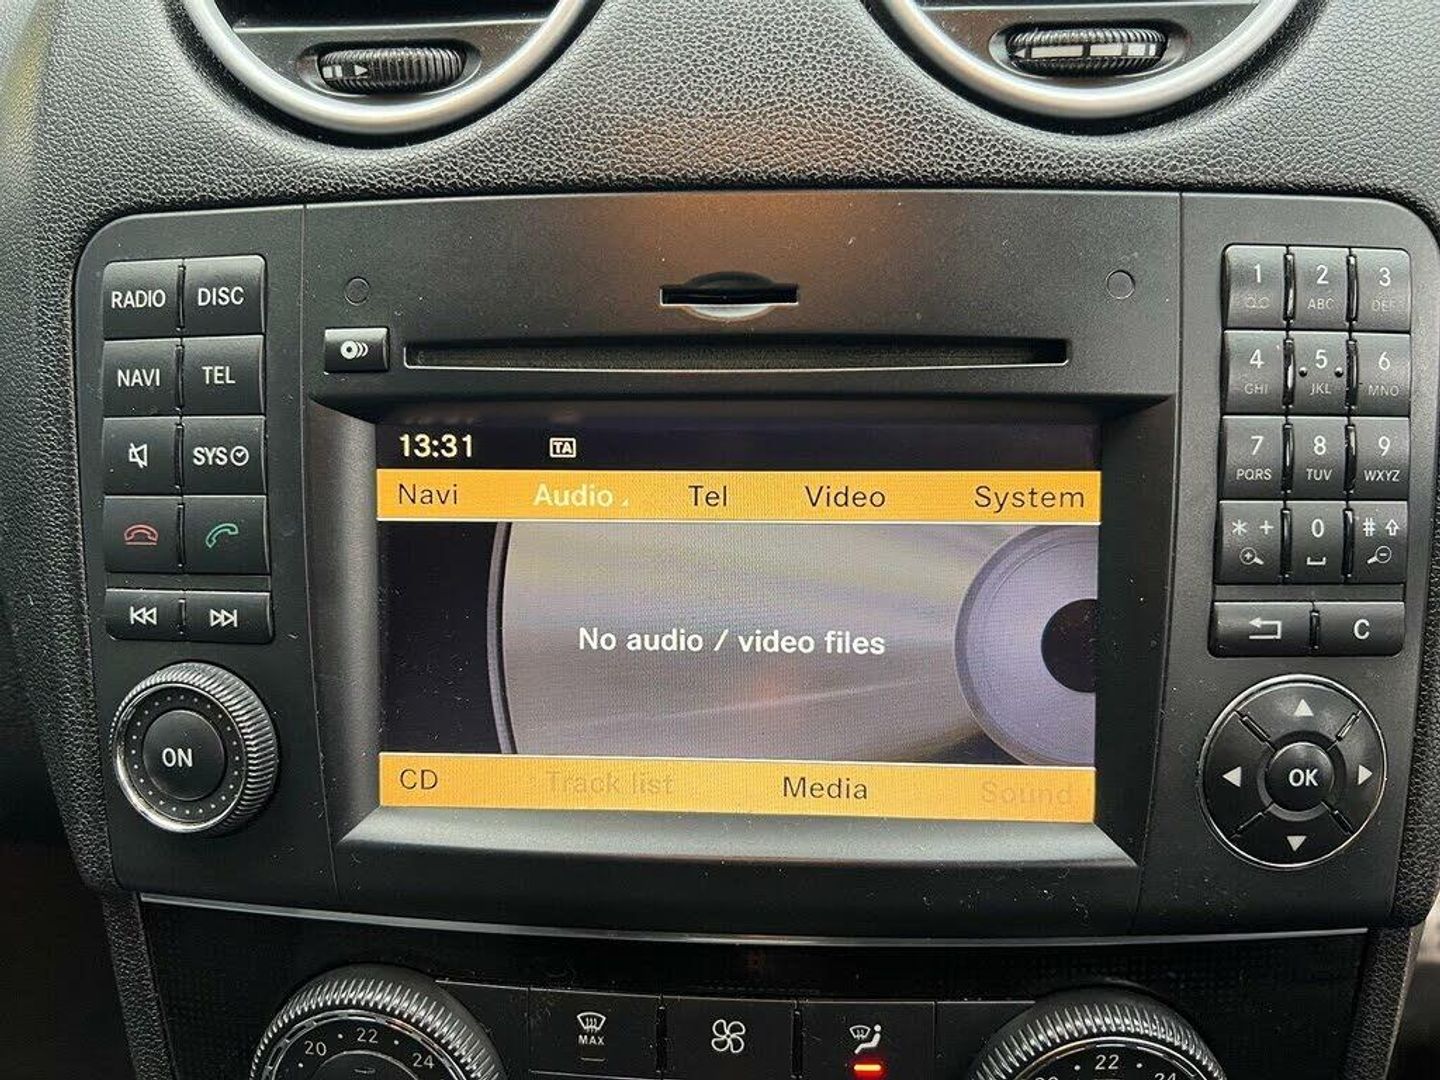 RADIO DISC
NAVI TEL
SYS
ON
13:31 TA
Navi Audio Tel Video System
No audio / video files
CD Track list Media Sound
1 2 3
ABC DEF
4 5 6
GHI JKL MNO
7 8 9
PQRS TUV WXYZ
* + 0 #
C
OK
20 22 24
MAX
20 22 24